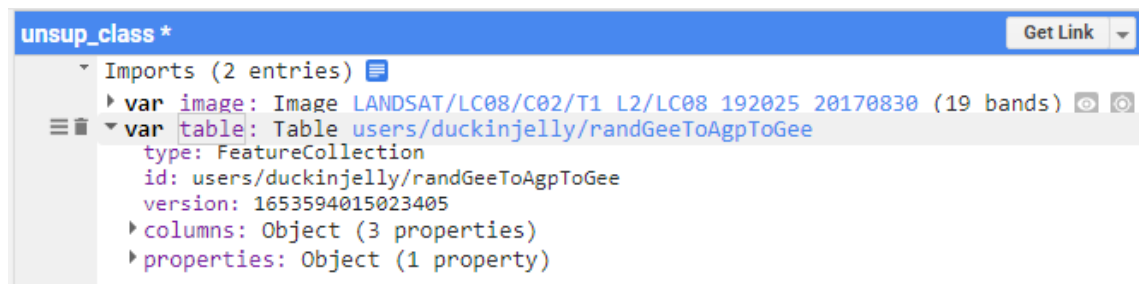 unsup_class *
Get Link
Imports (2 entries)
var image: Image LANDSAT/LC08/C02/T1_L2/LC08_192025_20170830 (19 bands)
var table: Table users/duckinjelly/randGeeToAgpToGee
type: FeatureCollection
id: users/duckinjelly/randGeeToAgpToGee
version: 1653594015023405
columns: Object (3 properties)
properties: Object (1 property)